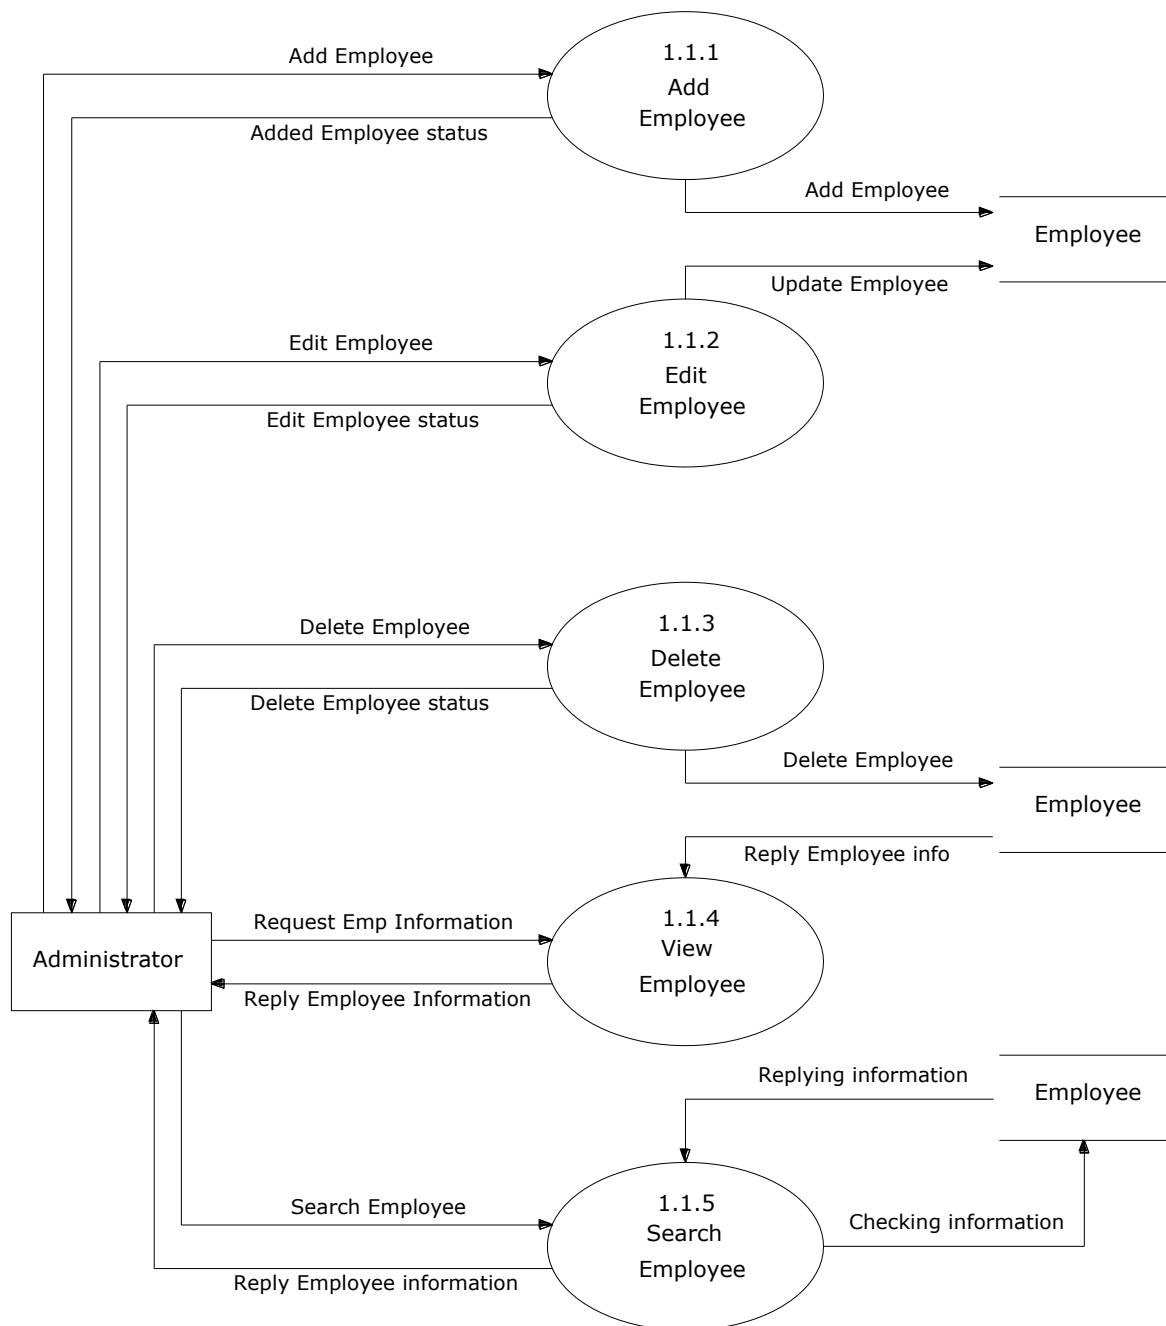 Add Employee
1.1.1
Add
Employee
Added Employee status
Add Employee
Employee
Update Employee
Edit Employee
1.1.2
Edit
Employee
Edit Employee status
Delete Employee
1.1.3
Delete
Employee
Delete Employee status
Delete Employee
Employee
Reply Employee info
Request Emp Information
1.1.4
View
Employee
Administrator
Reply Employee Information
Replying information
Employee
Search Employee
1.1.5
Search
Employee
Checking information
Reply Employee information